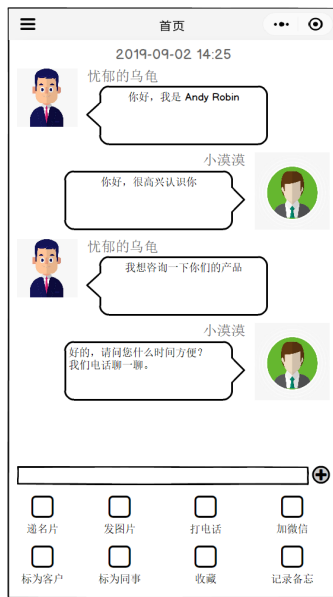 首页
2019-09-02 14:25
忧郁的乌龟
你好，我是 Andy Robin
小漠漠
你好，很高兴认识你
忧郁的乌龟
我想咨询一下你们的产品
小漠漠
好的，请问您什么时间方便？
我们电话聊一聊。
递名片 发图片 打电话 加微信
标为客户 标为同事 收藏 记录备忘